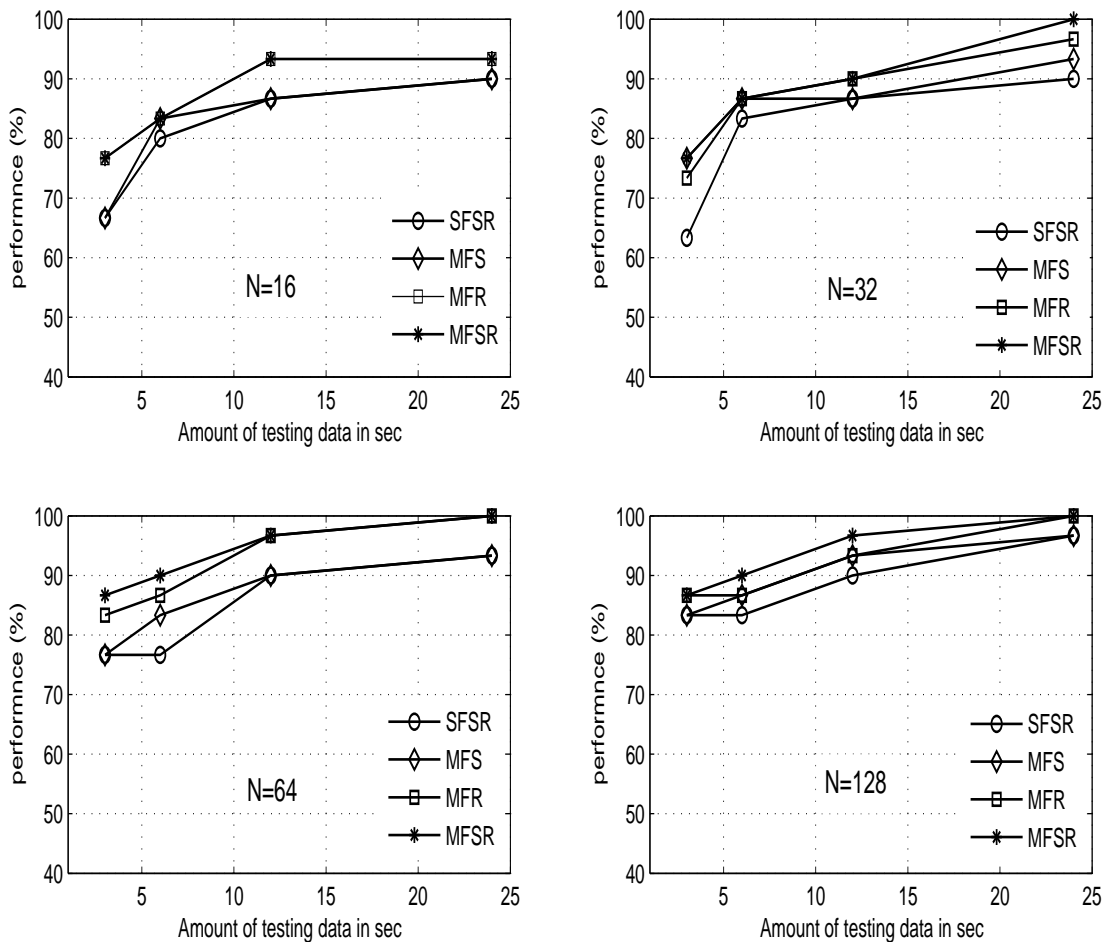 100
90
80
70
60
50
40
performnce (%)
SFSR
MFS
MFR
MFSR
N=16
5
10
15
20
25
Amount of testing data in sec
100
90
80
70
60
50
40
performnce (%)
SFSR
MFS
MFR
MFSR
N=32
5
10
15
20
25
Amount of testing data in sec
100
90
80
70
60
50
40
performnce (%)
SFSR
MFS
MFR
MFSR
N=64
5
10
15
20
25
Amount of testing data in sec
100
90
80
70
60
50
40
performnce (%)
SFSR
MFS
MFR
MFSR
N=128
5
10
15
20
25
Amount of testing data in sec